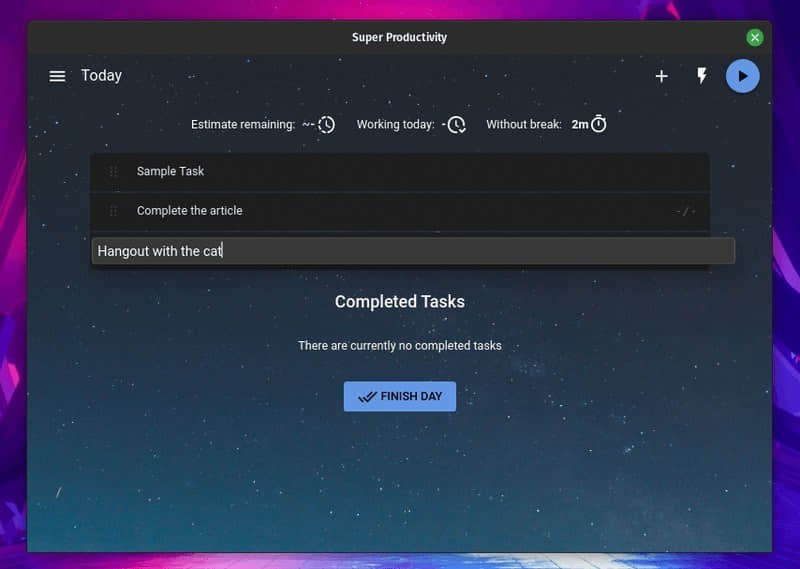 Super Productivity
Today
Estimate remaining: ~- Working today: - Without break: 2m
Sample Task
Complete the article -/-
Hangout with the cat
Completed Tasks
There are currently no completed tasks
FINISH DAY